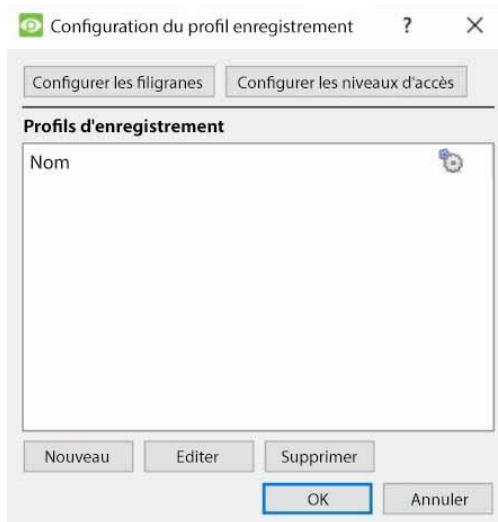 Configuration du profil enregistrement ?
Configurer les filigranes Configurer les niveaux d'accès
Profils d'enregistrement
Nom
Nouveau Editer Supprimer
OK Annuler